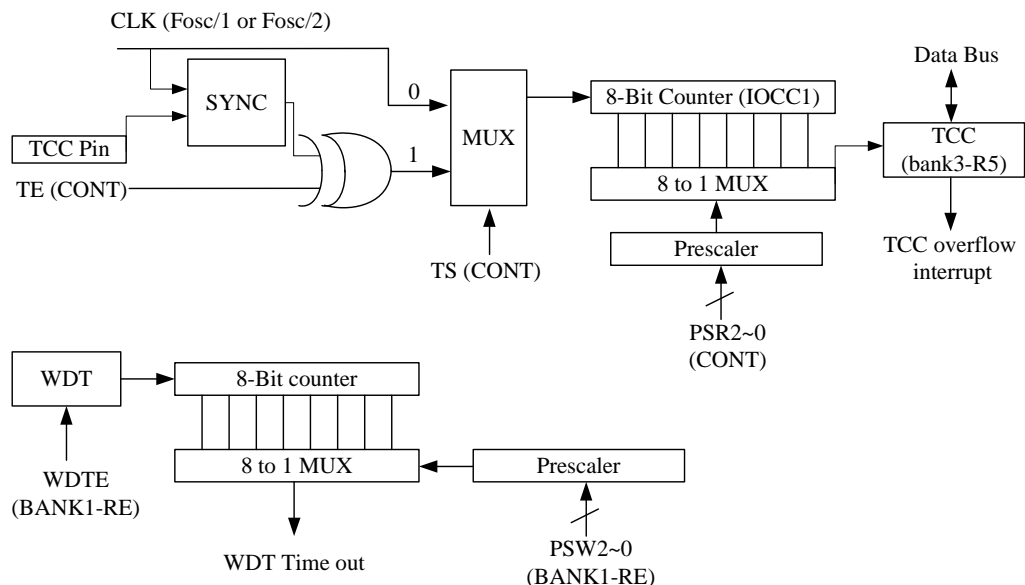 CLK (Fosc/1 or Fosc/2)
SYNC
TCC Pin
TE (CONT)
0
1
MUX
TS (CONT)
8-Bit Counter (IOCC1)
8 to 1 MUX
Prescaler
PSR2~0
(CONT)
Data Bus
TCC
(bank3-R5)
TCC overflow
interrupt
WDT
WDTE
(BANK1-RE)
8-Bit counter
8 to 1 MUX
WDT Time out
Prescaler
PSW2~0
(BANK1-RE)